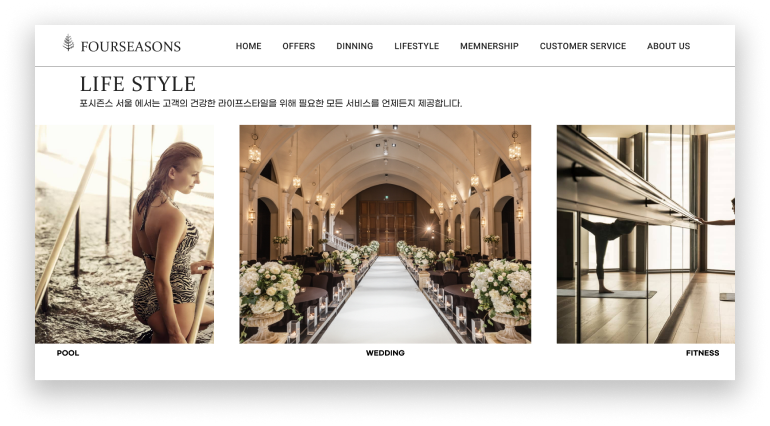 FOURSEASONS
HOME OFFERS DINNING LIFESTYLE MEMNERSHIP CUSTOMER SERVICE ABOUT US
LIFE STYLE
포시즌스 서울 에서는 고객의 건강한 라이프스타일을 위해 필요한 모든 서비스를 언제든지 제공합니다.
POOL
WEDDING
FITNESS